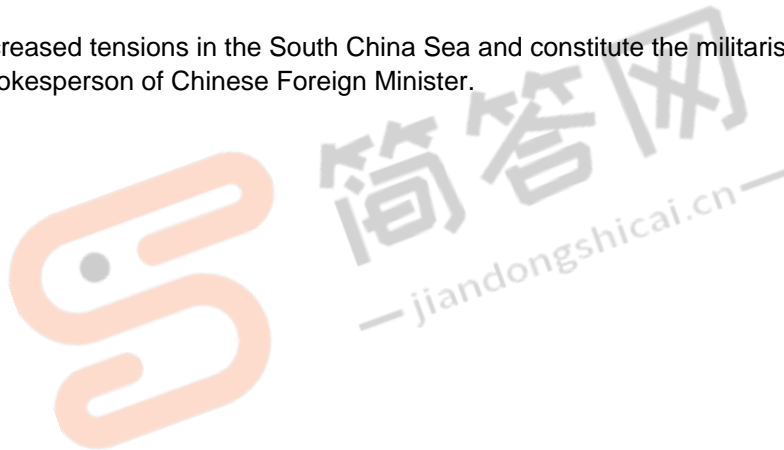 creased tensions in the South China Sea and constitute the militaris
okesperson of Chinese Foreign Minister.
简答网
jiandongshicai.cn